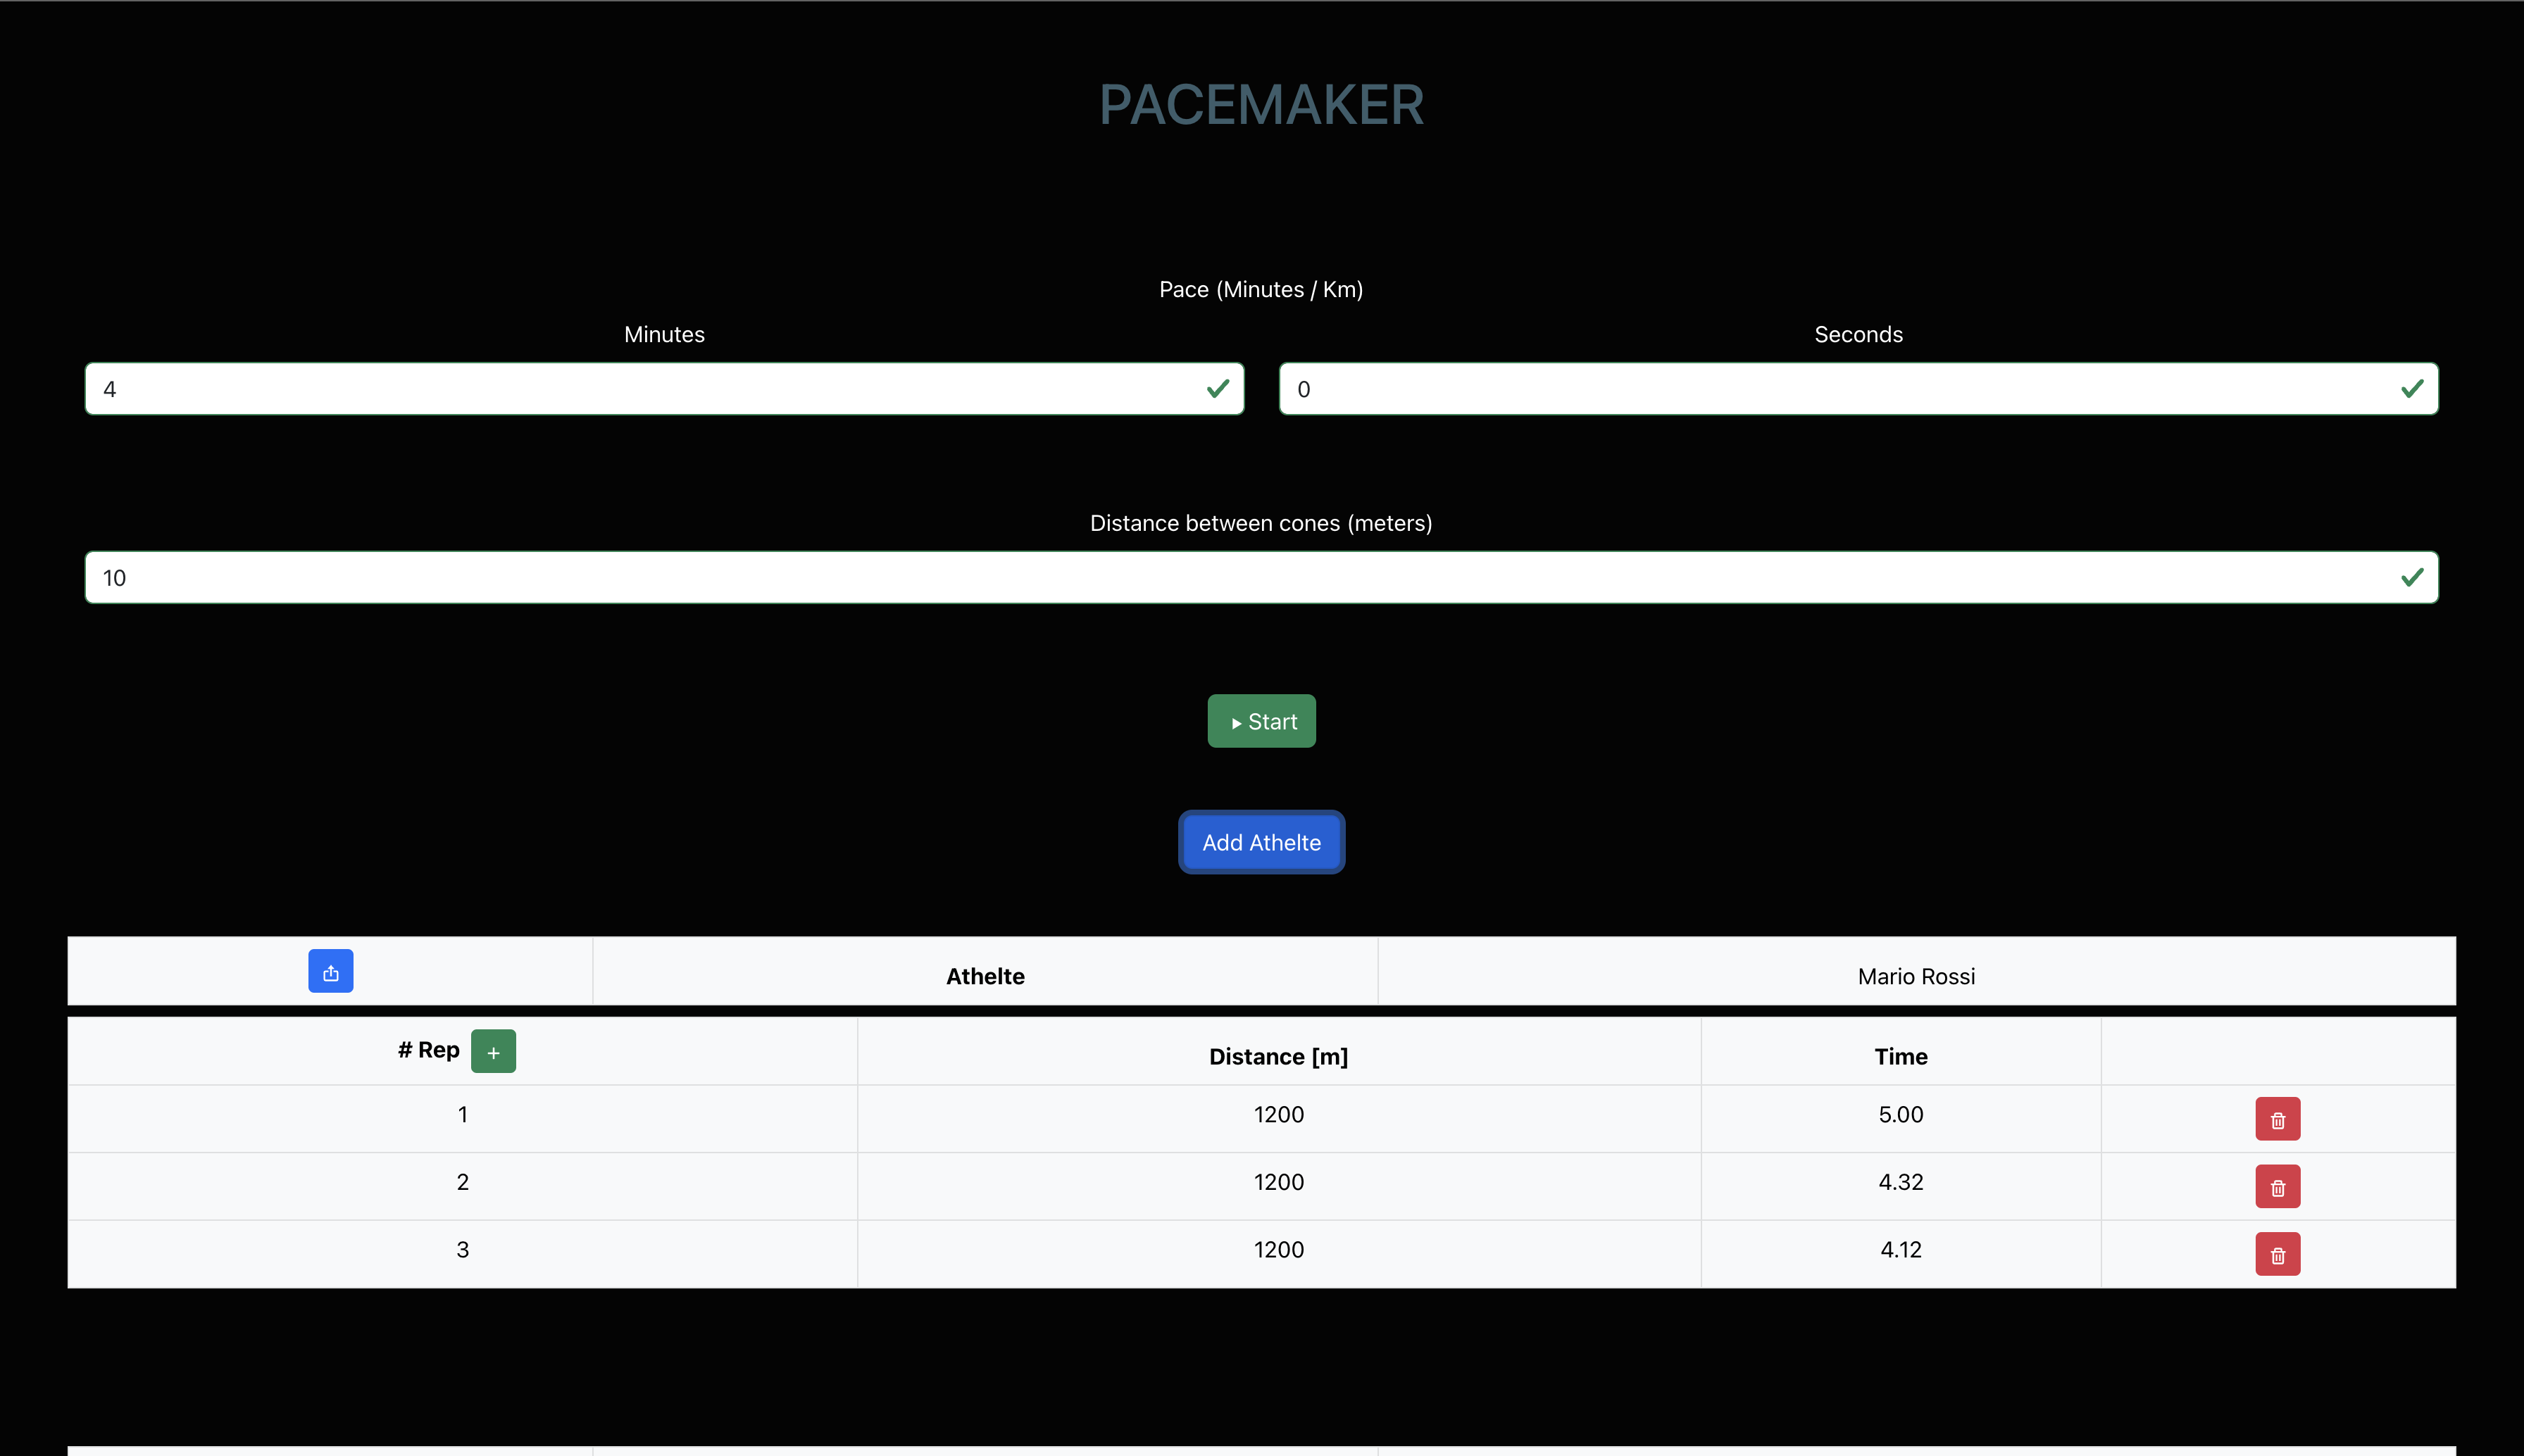 PACEMAKER
Pace (Minutes / Km)
Minutes Seconds
4 0
Distance between cones (meters)
10
Start
Add Athelte
Athelte Mario Rossi
# Rep + Distance [m] Time
1 1200 5.00
2 1200 4.32
3 1200 4.12